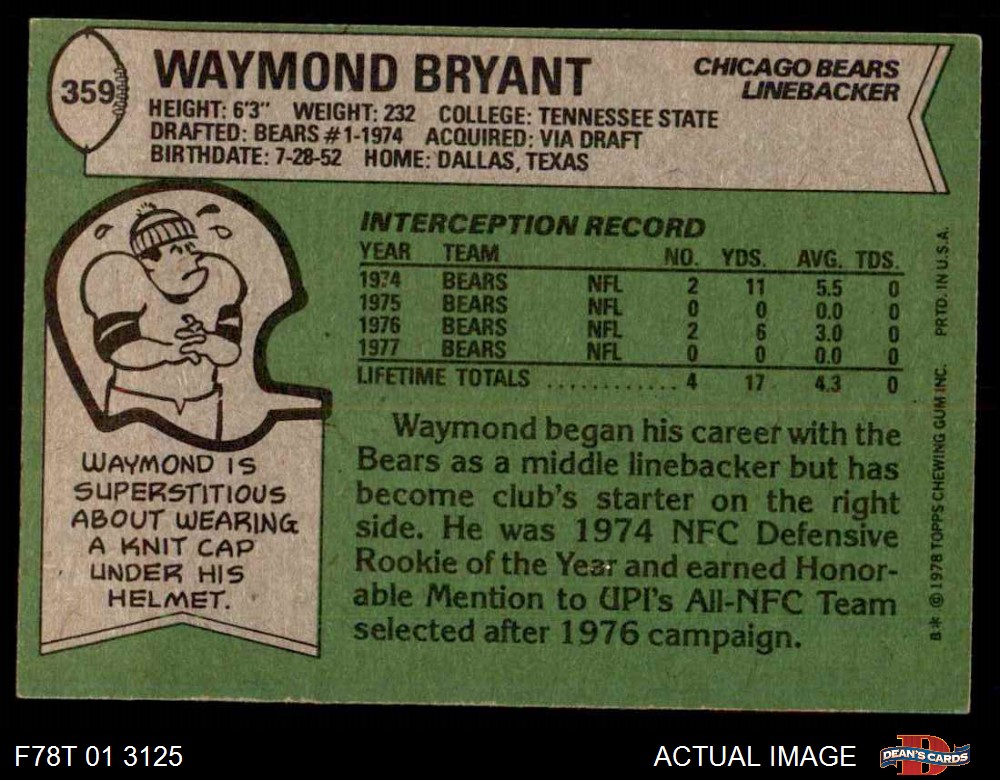 359
WAYMOND BRYANT
CHICAGO BEARS
LINEBACKER
HEIGHT: 6'3" WEIGHT: 232 COLLEGE: TENNESSEE STATE
DRAFTED: BEARS #1-1974 ACQUIRED: VIA DRAFT
BIRTHDATE: 7-28-52 HOME: DALLAS, TEXAS
INTERCEPTION RECORD
YEAR TEAM NO. YDS. AVG. TDS.
1974 BEARS NFL 2 11 5.5 0
1975 BEARS NFL 0 0 0.0 0
1976 BEARS NFL 2 6 3.0 0
1977 BEARS NFL 0 0 0.0 0
LIFETIME TOTALS ............ 4 17 4.3 0
Waymond began his career with the
Bears as a middle linebacker but has
become club's starter on the right
side. He was 1974 NFC Defensive
Rookie of the Year and earned Honor-
able Mention to UPI's All-NFC Team
selected after 1976 campaign.
WAYMOND IS
SUPERSTITIOUS
ABOUT WEARING
A KNIT CAP
UNDER HIS
HELMET.
B* © 1978 TOPPS CHEWING GUM INC. PRTD. IN U.S.A.
F78T 01 3125
ACTUAL IMAGE
DEAN'S CARDS